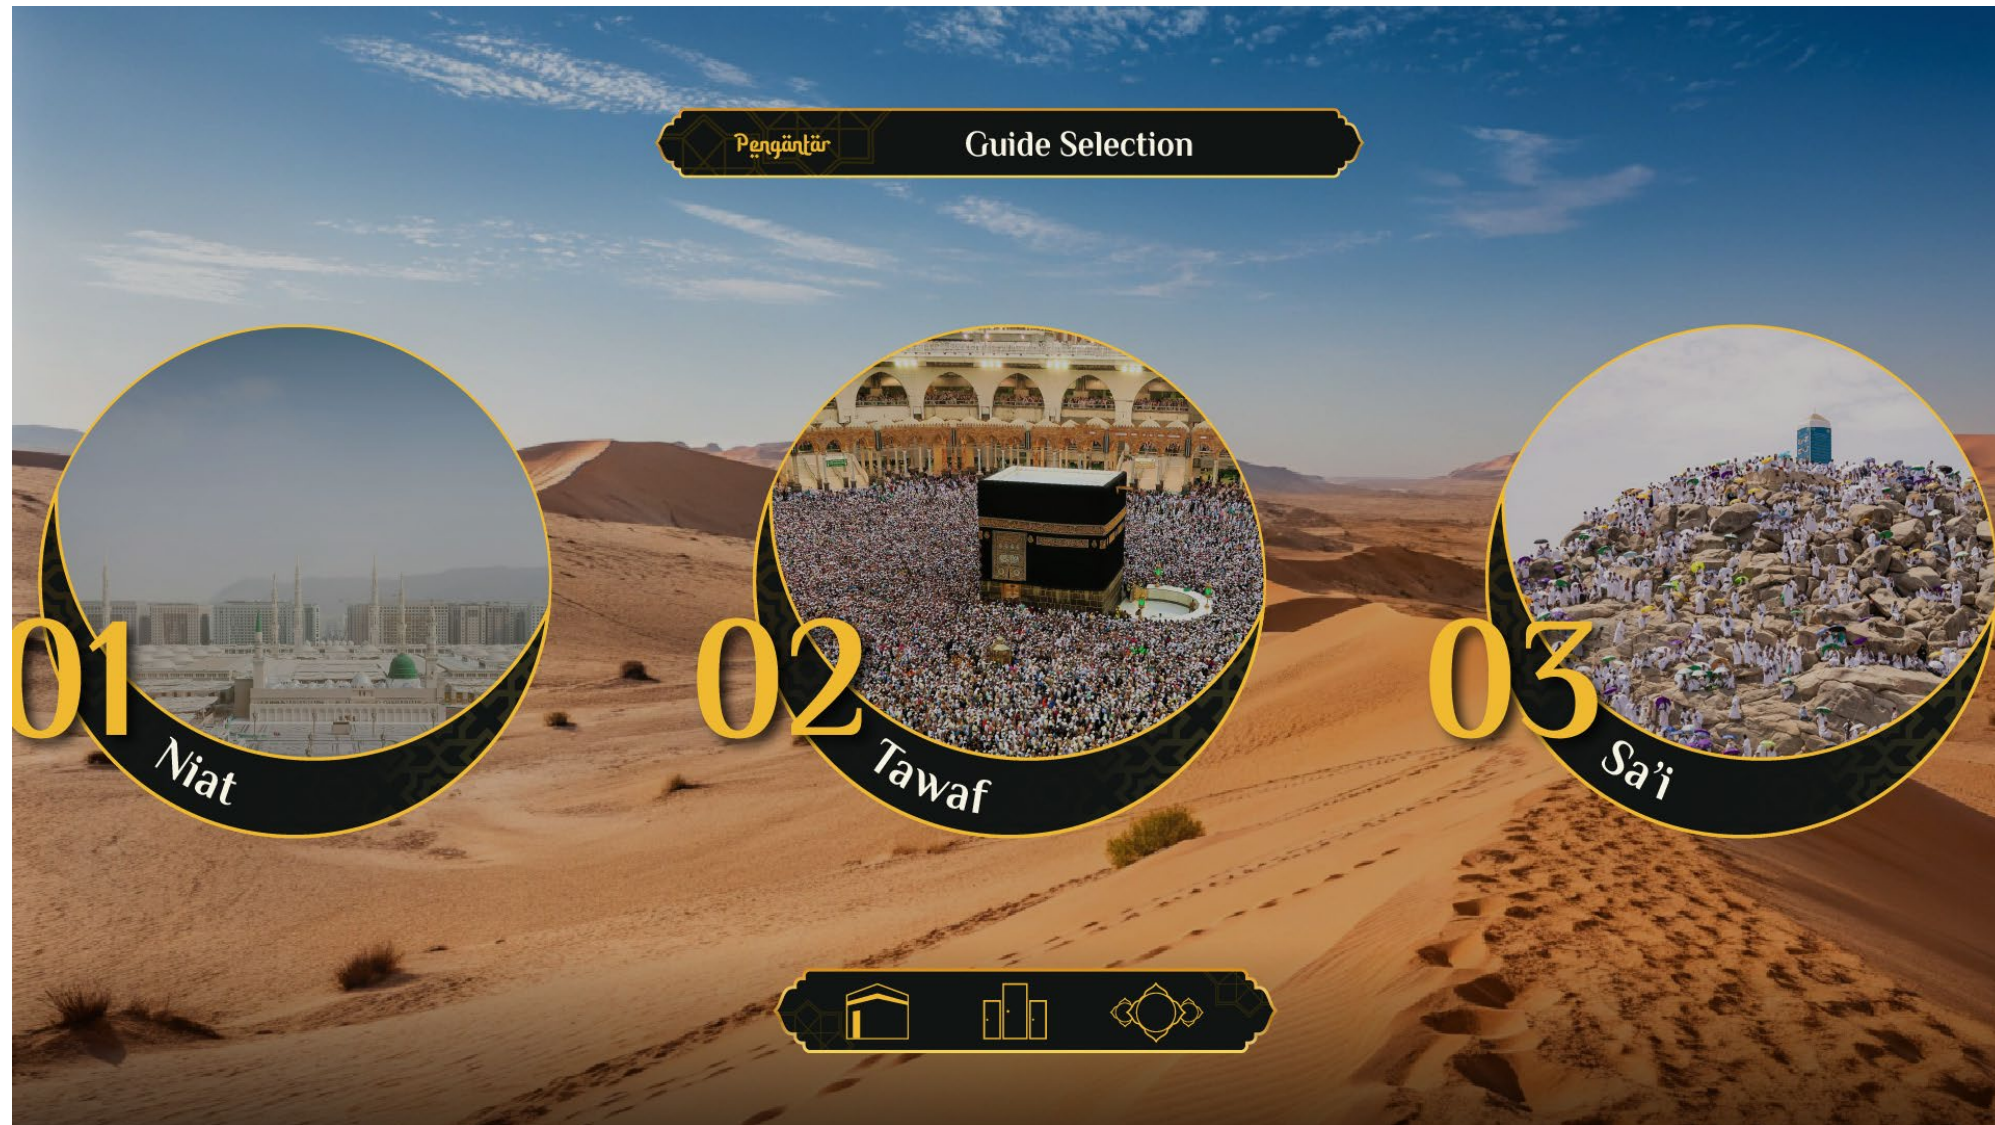 Pengäntär
Guide Selection
01
Niat
02
Tawaf
03
Sa’i